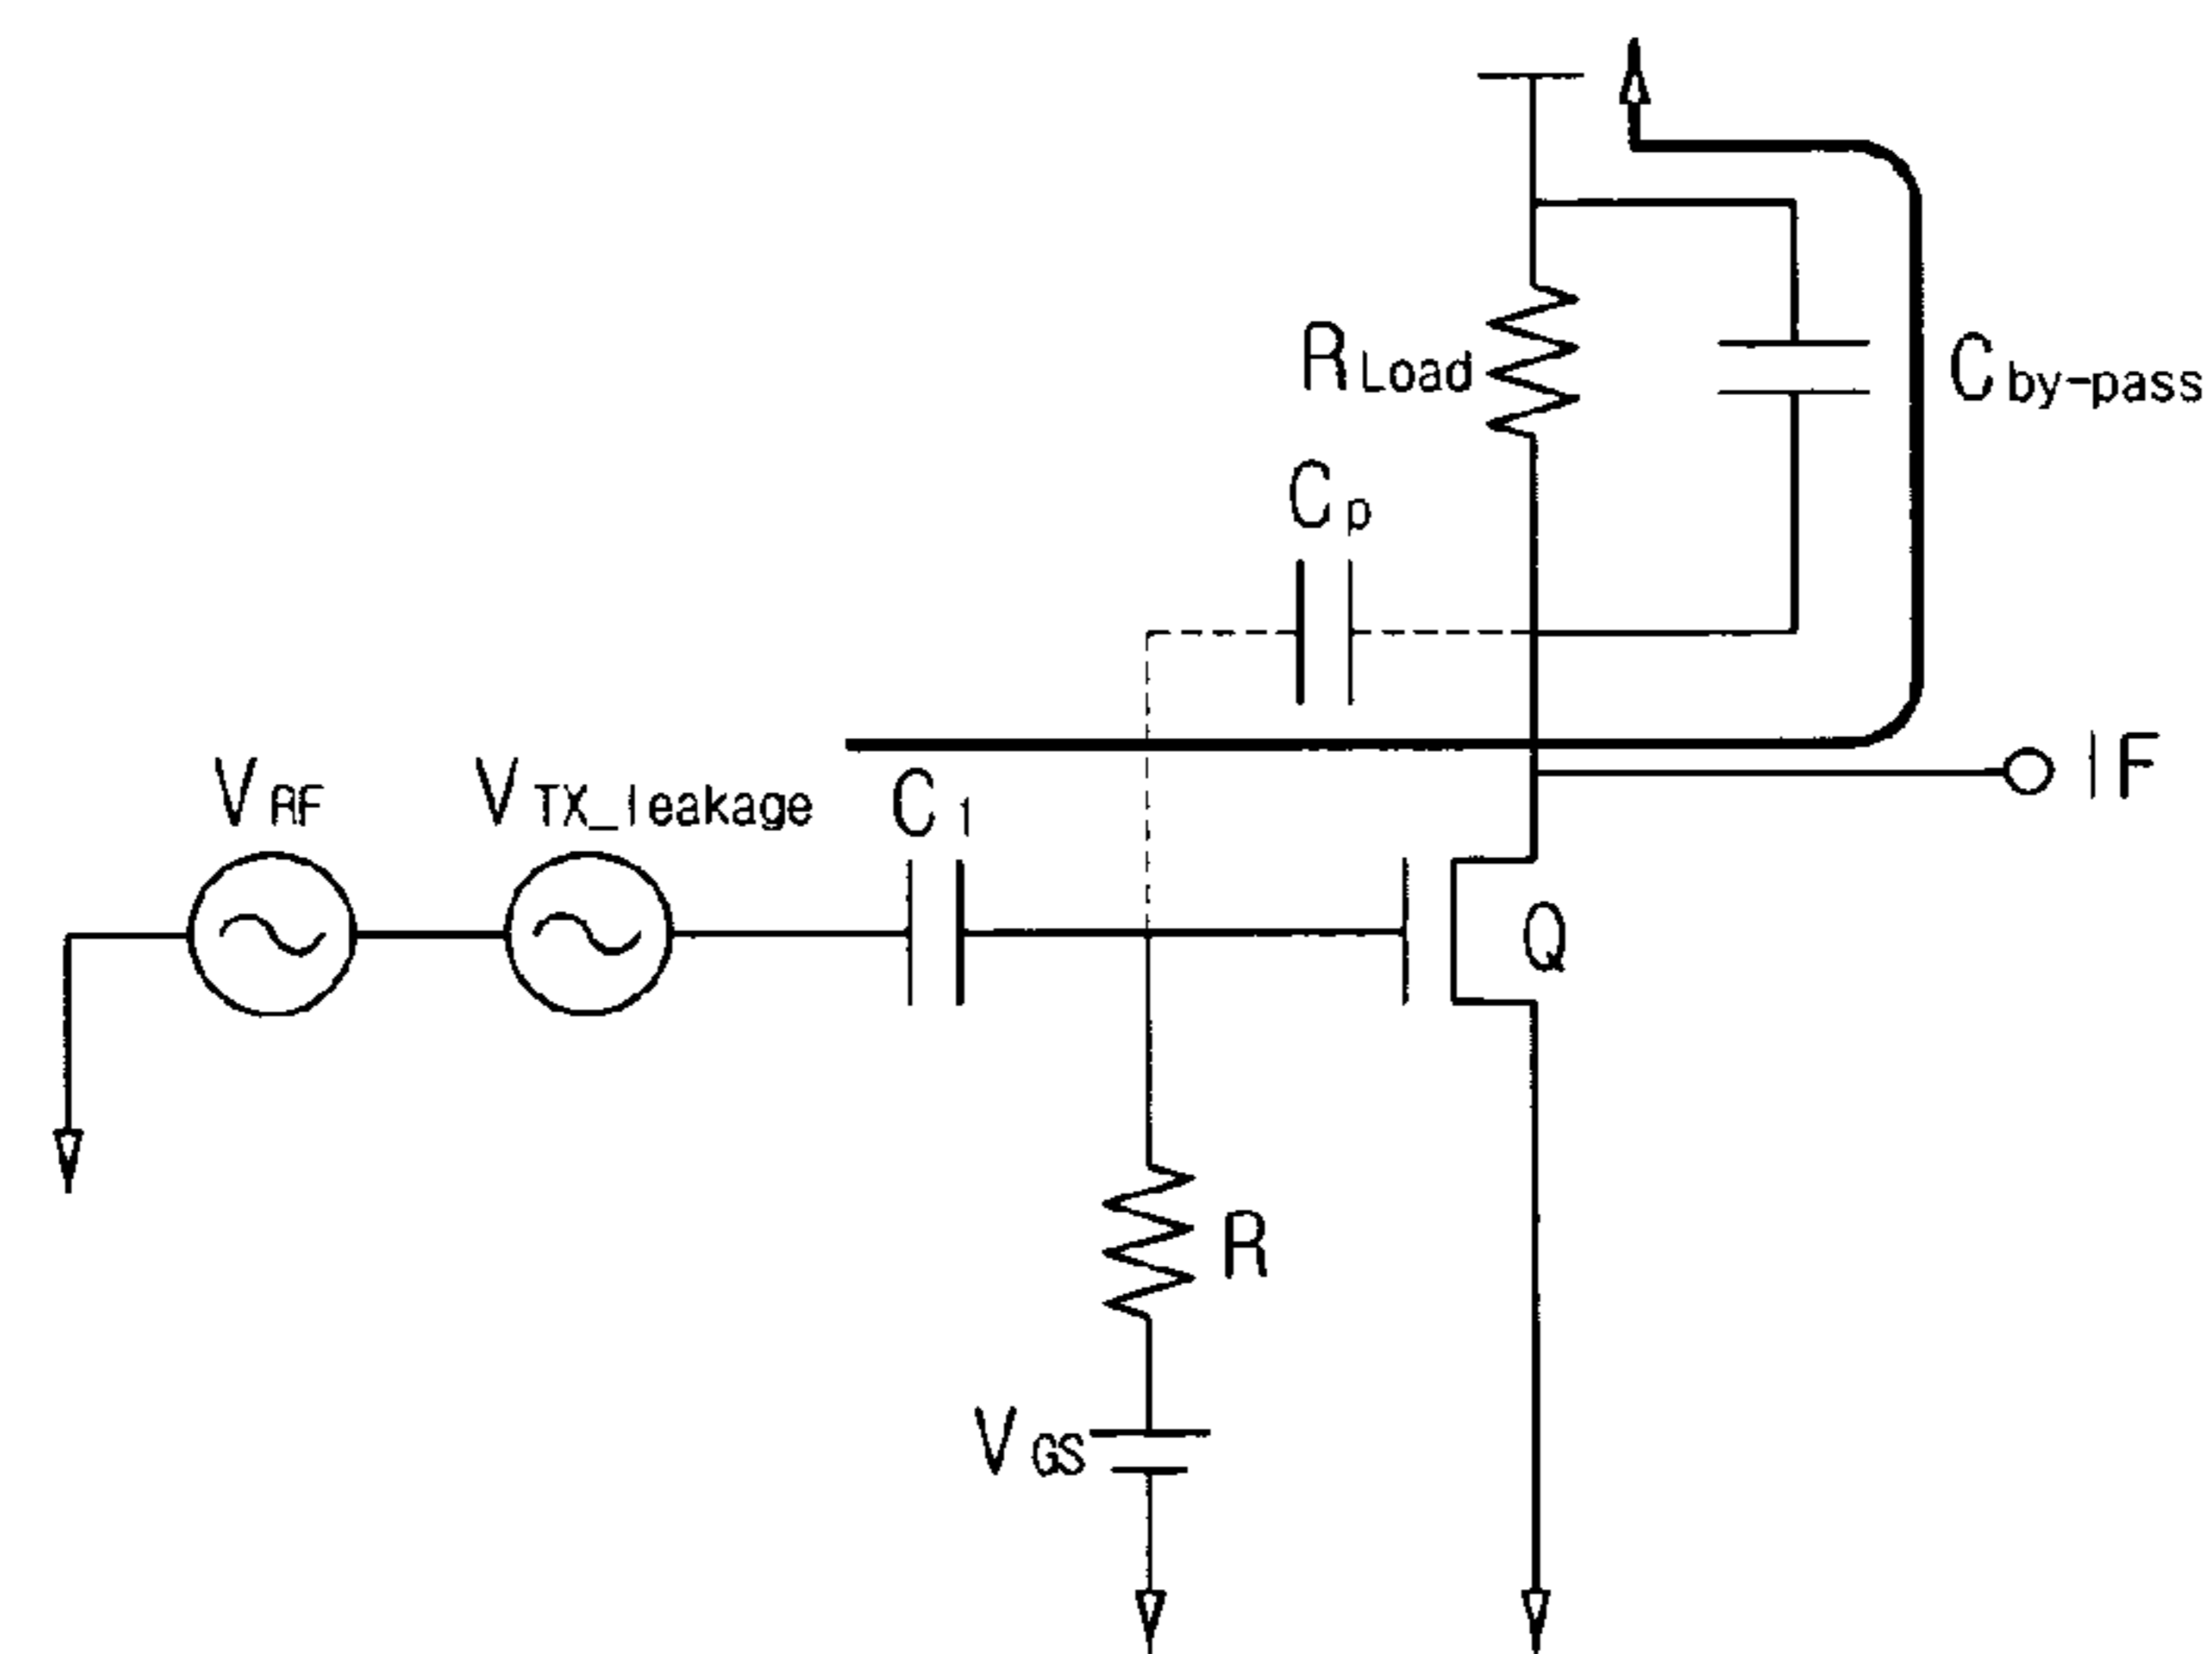 RLoad
Cby-pass
Cp
VRF
VTX_leakage
C1
IF
Q
R
VGS